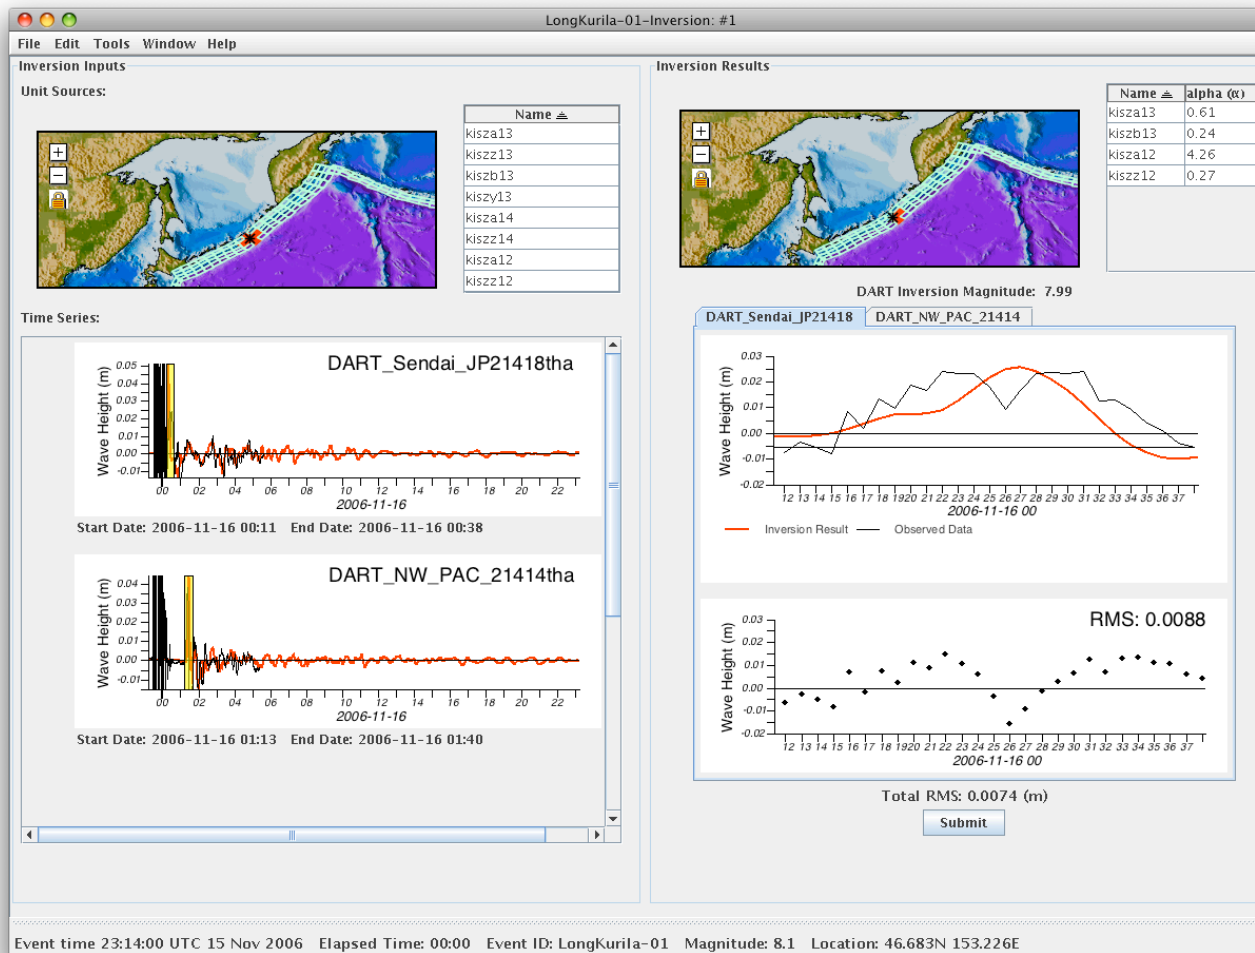 LongKurila-01-Inversion: #1
File Edit Tools Window Help
Inversion Inputs
Unit Sources:
+
−
Name
kisza13
kiszz13
kiszb13
kiszy13
kisza14
kiszz14
kisza12
kiszz12
Time Series:
DART_Sendai_JP21418tha
Wave Height (m)
0.05
0.04
0.03
0.02
0.01
0.00
-0.01
00 02 04 06 08 10 12 14 16 18 20 22
2006-11-16
Start Date: 2006-11-16 00:11 End Date: 2006-11-16 00:38
DART_NW_PAC_21414tha
Wave Height (m)
0.04
0.03
0.02
0.01
0.00
-0.01
00 02 04 06 08 10 12 14 16 18 20 22
2006-11-16
Start Date: 2006-11-16 01:13 End Date: 2006-11-16 01:40
Inversion Results
+
−
Name alpha (α)
kisza13 0.61
kiszb13 0.24
kisza12 4.26
kiszz12 0.27
DART Inversion Magnitude: 7.99
DART_Sendai_JP21418 DART_NW_PAC_21414
Wave Height (m)
0.03
0.02
0.01
0.00
-0.01
-0.02
12 13 14 15 16 17 18 19 20 21 22 23 24 25 26 27 28 29 30 31 32 33 34 35 36 37
2006-11-16 00
Inversion Result Observed Data
RMS: 0.0088
Wave Height (m)
0.03
0.02
0.01
0.00
-0.01
-0.02
12 13 14 15 16 17 18 19 20 21 22 23 24 25 26 27 28 29 30 31 32 33 34 35 36 37
2006-11-16 00
Total RMS: 0.0074 (m)
Submit
Event time 23:14:00 UTC 15 Nov 2006 Elapsed Time: 00:00 Event ID: LongKurila-01 Magnitude: 8.1 Location: 46.683N 153.226E